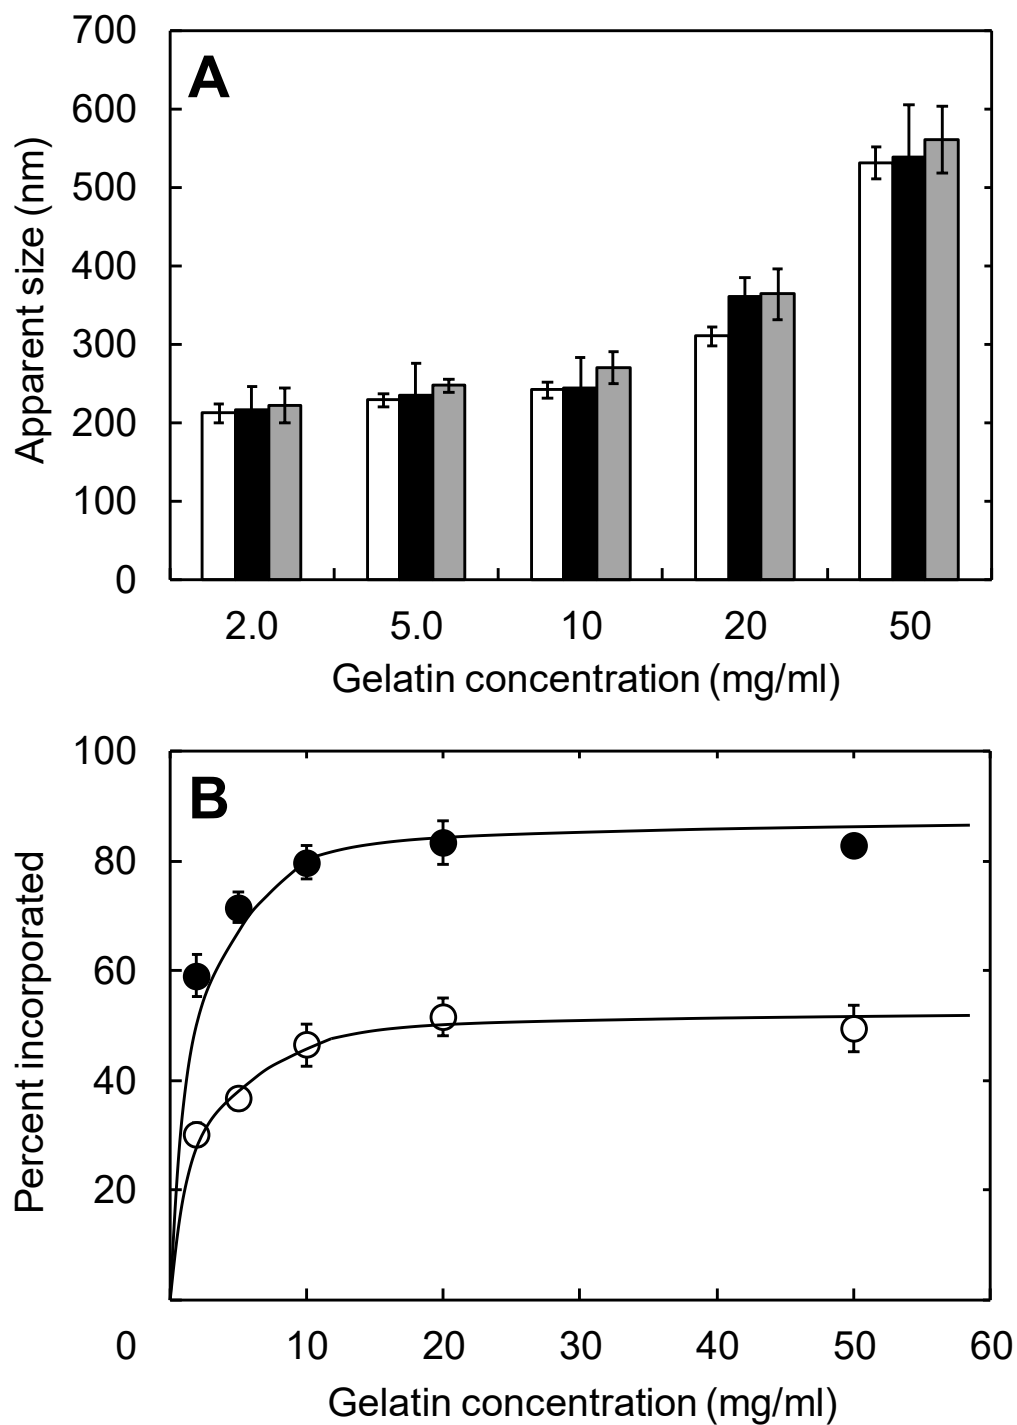 700
A
600
500
400
300
200
100
0
Apparent size (nm)
2.0 5.0 10 20 50
Gelatin concentration (mg/ml)
100
B
80
60
40
20
Percent incorporated
0 10 20 30 40 50 60
Gelatin concentration (mg/ml)